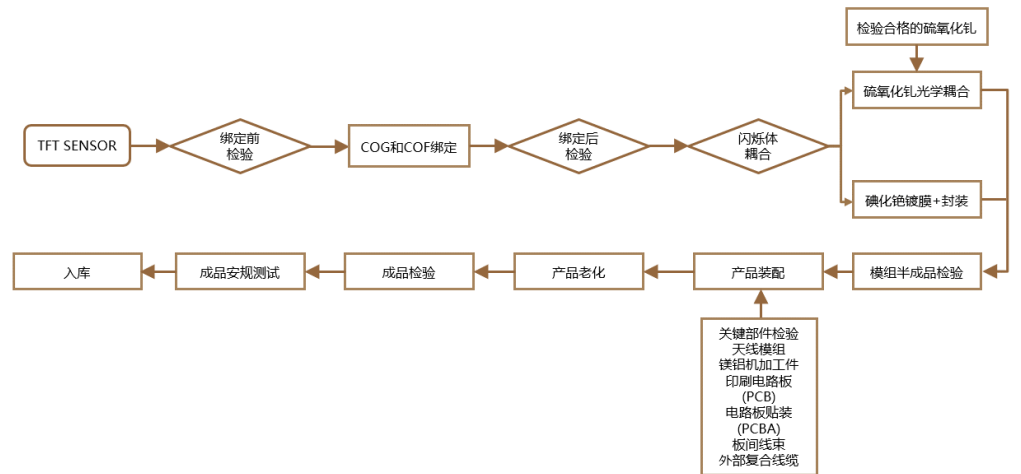 检验合格的硫氧化钆
硫氧化钆光学耦合
TFT SENSOR
绑定前
检验
COG和COF绑定
绑定后
检验
闪烁体
耦合
碘化铯镀膜+封装
入库
成品安规测试
成品检验
产品老化
产品装配
模组半成品检验
关键部件检验
天线模组
镁铝机加工件
印刷电路板
(PCB)
电路板贴装
(PCBA)
板间线束
外部复合线缆